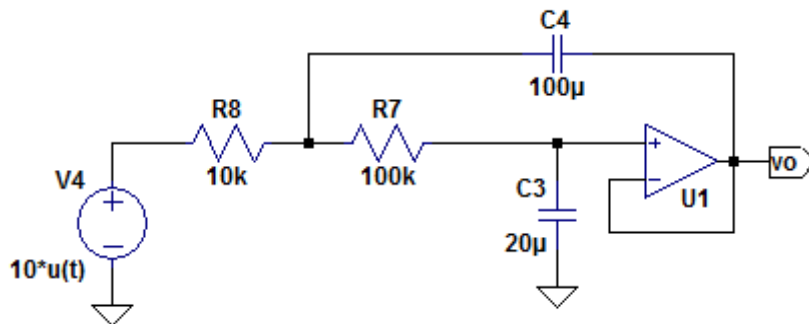 C4
100µ
R8
10k
R7
100k
V4
+
−
10*u(t)
C3
20µ
+
−
U1
vo